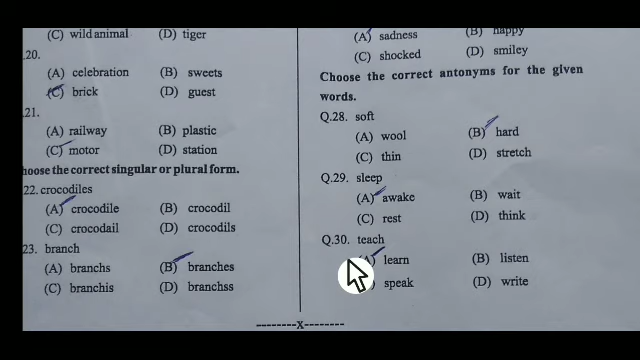 (C) wild animal (D) tiger
.20.
(A) celebration (B) sweets
(C) brick (D) guest
.21.
(A) railway (B) plastic
(C) motor (D) station
hoose the correct singular or plural form.
22. crocodiles
(A) crocodile (B) crocodil
(C) crocodail (D) crocodils
23. branch
(A) branchs (B) branches
(C) branchis (D) branchss
(A) sadness (B) happy
(C) shocked (D) smiley
Choose the correct antonyms for the given
words.
Q.28. soft
(A) wool (B) hard
(C) thin (D) stretch
Q.29. sleep
(A) awake (B) wait
(C) rest (D) think
Q.30. teach
(A) learn (B) listen
) speak (D) write
--------X--------